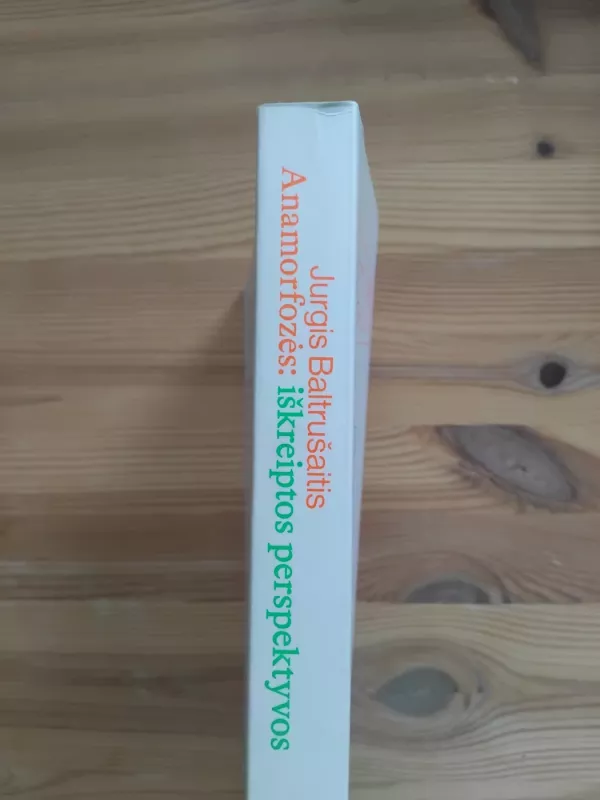 Jurgis Baltrušaitis
Anamorfozės: iškreiptos perspektyvos